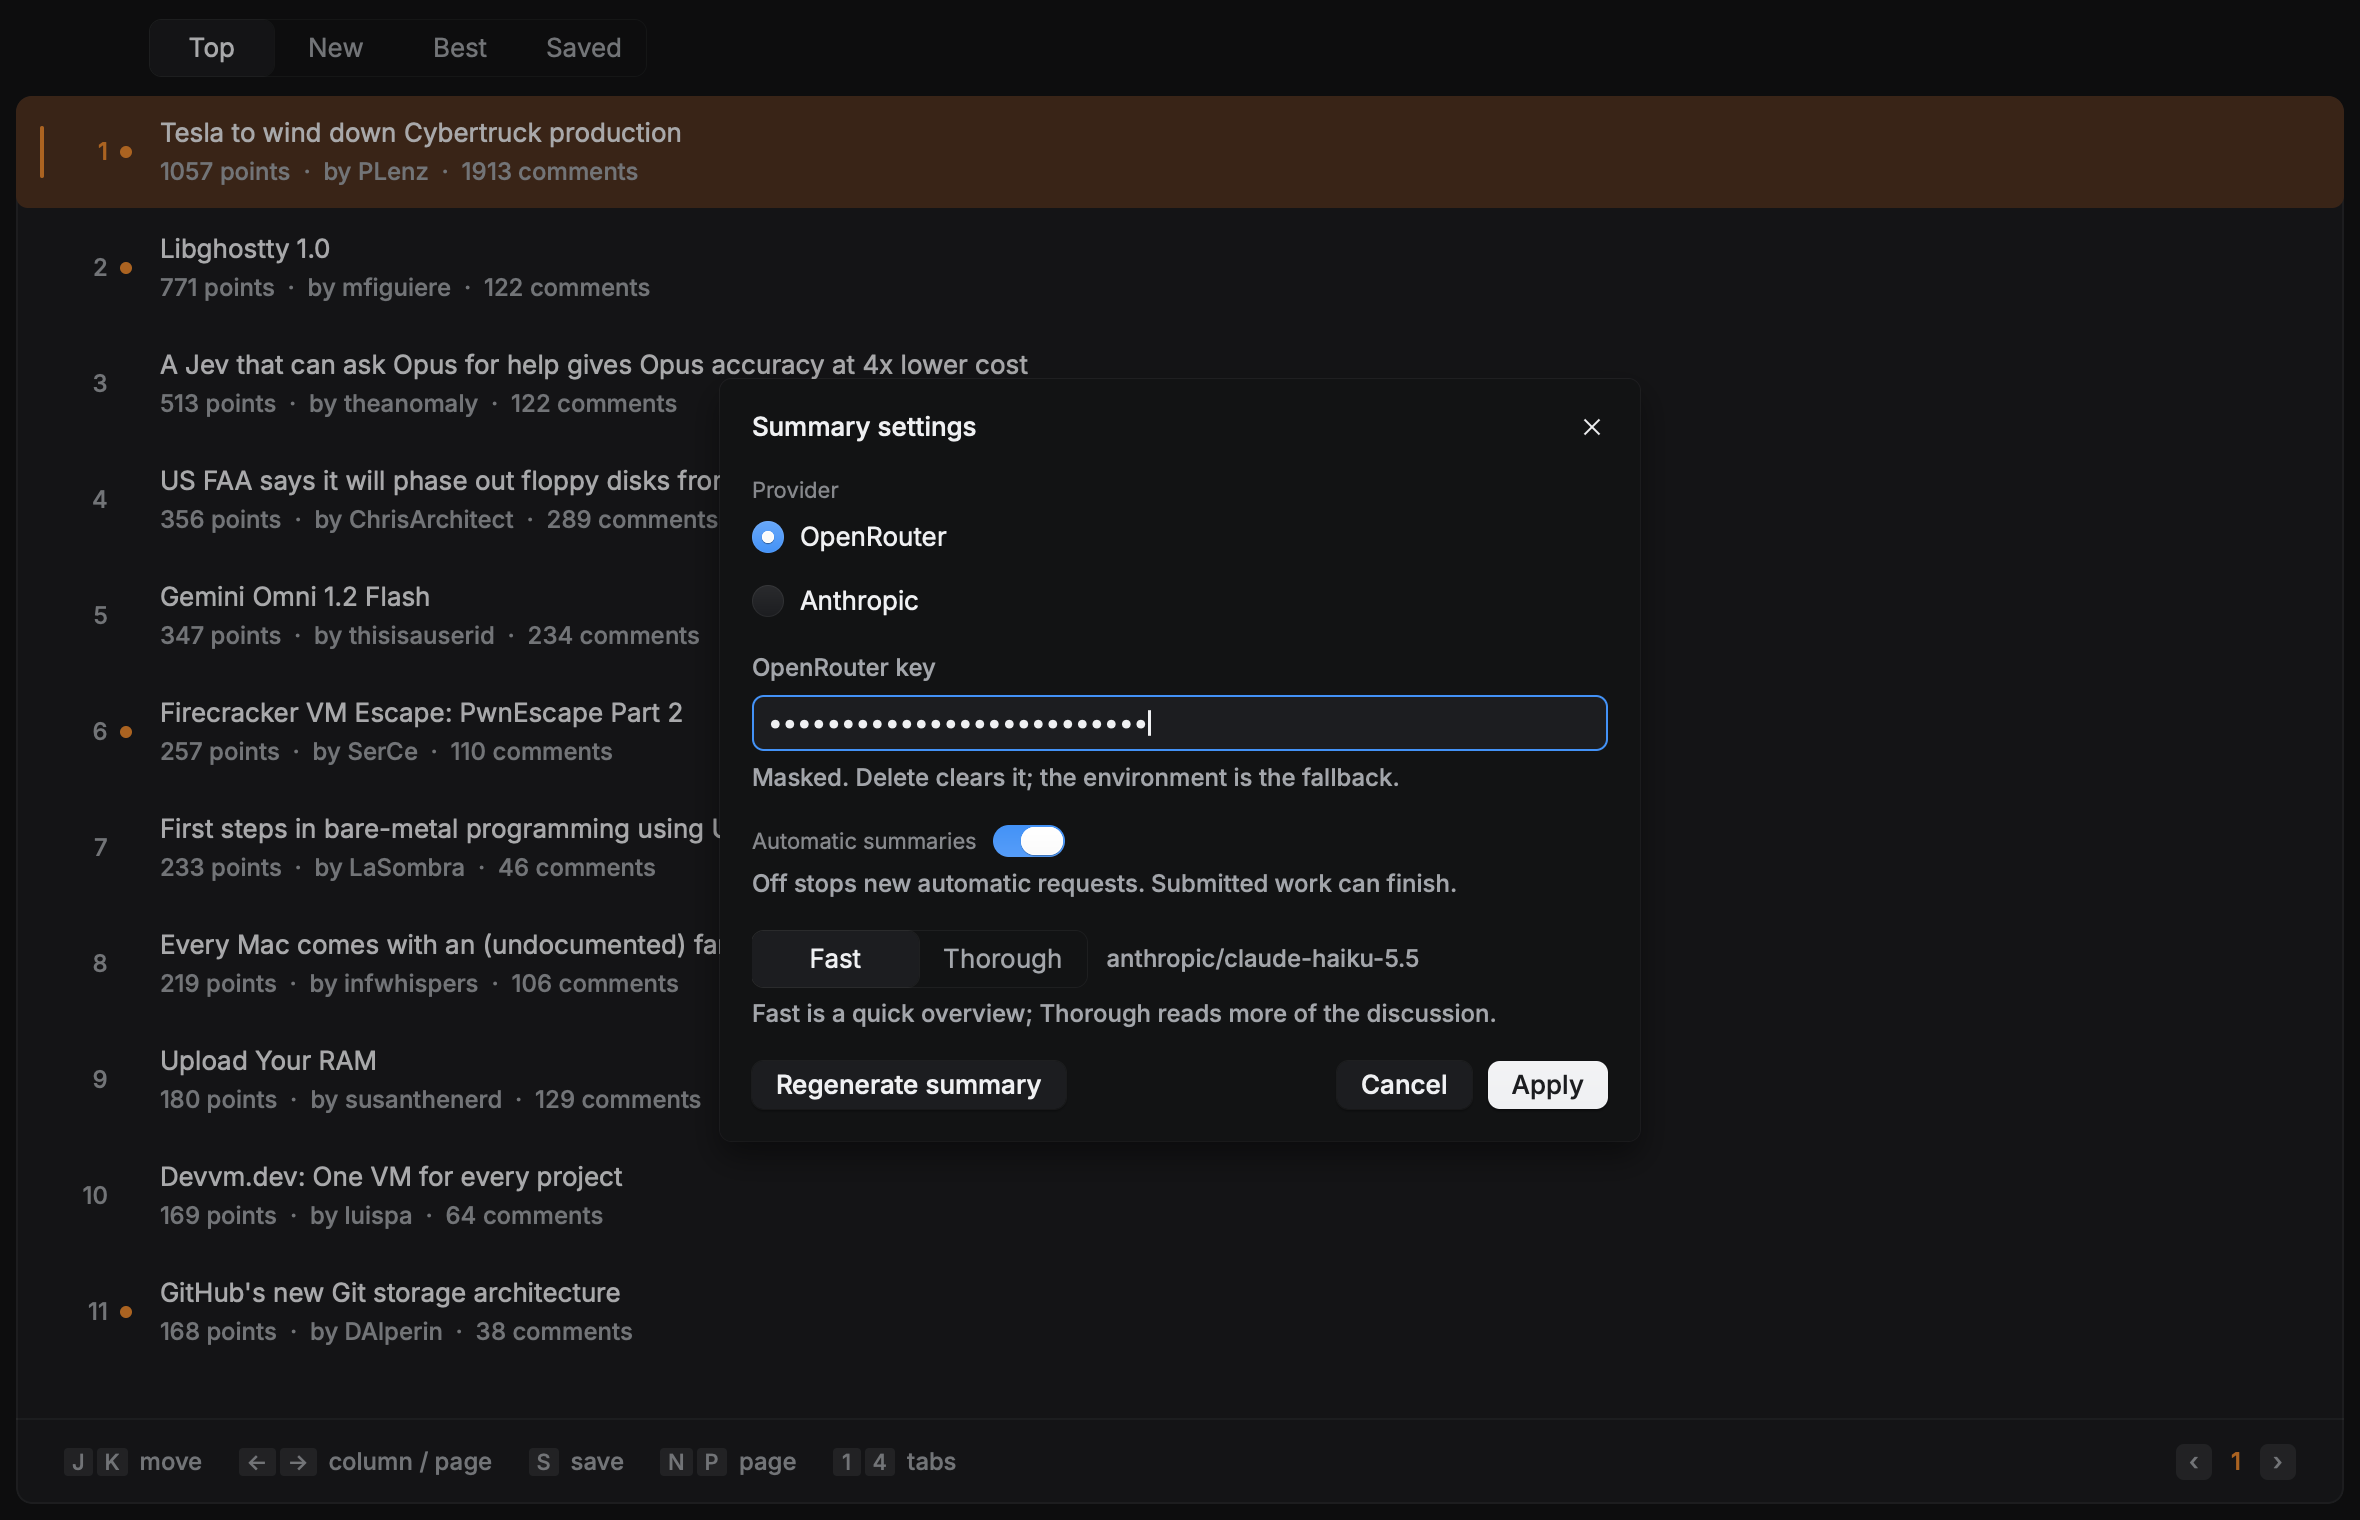 Top New Best Saved
1 Tesla to wind down Cybertruck production
1057 points · by PLenz · 1913 comments
2 Libghostty 1.0
771 points · by mfiguiere · 122 comments
3 A Jev that can ask Opus for help gives Opus accuracy at 4x lower cost
513 points · by theanomaly · 122 comments
4 US FAA says it will phase out floppy disks
356 points · by ChrisArchitect · 289 comments
5 Gemini Omni 1.2 Flash
347 points · by thisisauserid · 234 comments
6 Firecracker VM Escape: PwnEscape Part 2
257 points · by SerCe · 110 comments
7 First steps in bare-metal programming using
233 points · by LaSombra · 46 comments
8 Every Mac comes with an (undocumented)
219 points · by infwhispers · 106 comments
9 Upload Your RAM
180 points · by susanthenerd · 129 comments
10 Devvm.dev: One VM for every project
169 points · by luispa · 64 comments
11 GitHub's new Git storage architecture
168 points · by DAlperin · 38 comments
Summary settings
Provider
OpenRouter
Anthropic
OpenRouter key
••••••••••••••••••••••••••
Masked. Delete clears it; the environment is the fallback.
Automatic summaries
Off stops new automatic requests. Submitted work can finish.
Fast Thorough anthropic/claude-haiku-5.5
Fast is a quick overview; Thorough reads more of the discussion.
Regenerate summary Cancel Apply
J K move ← → column / page S save N P page 1 4 tabs ‹ 1 ›